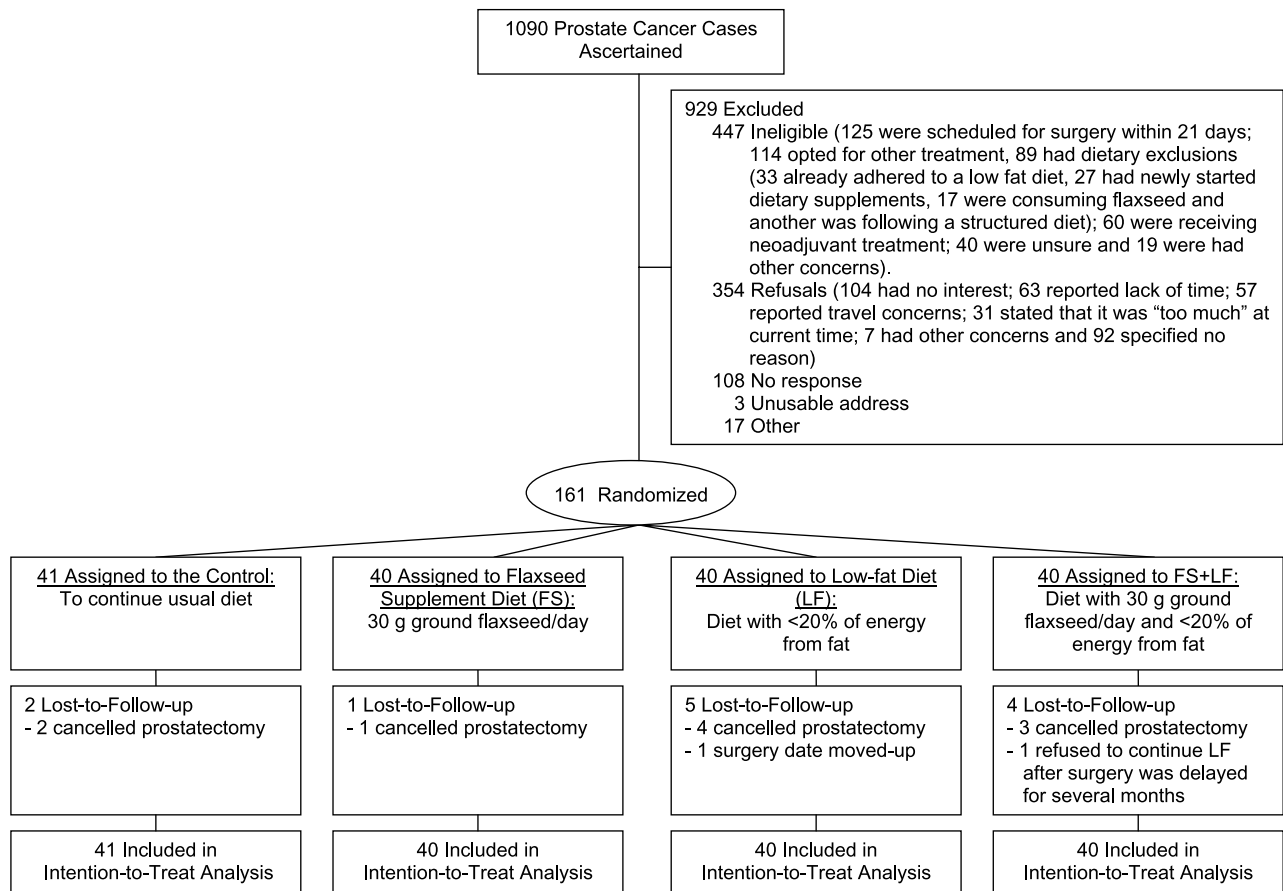 1090 Prostate Cancer Cases
Ascertained
929 Excluded
447 Ineligible (125 were scheduled for surgery within 21 days;
114 opted for other treatment, 89 had dietary exclusions
(33 already adhered to a low fat diet, 27 had newly started
dietary supplements, 17 were consuming flaxseed and
another was following a structured diet); 60 were receiving
neoadjuvant treatment; 40 were unsure and 19 were had
other concerns).
354 Refusals (104 had no interest; 63 reported lack of time; 57
reported travel concerns; 31 stated that it was “too much” at
current time; 7 had other concerns and 92 specified no
reason)
108 No response
3 Unusable address
17 Other
161 Randomized
41 Assigned to the Control:
To continue usual diet
40 Assigned to Flaxseed
Supplement Diet (FS):
30 g ground flaxseed/day
40 Assigned to Low-fat Diet
(LF):
Diet with <20% of energy
from fat
40 Assigned to FS+LF:
Diet with 30 g ground
flaxseed/day and <20% of
energy from fat
2 Lost-to-Follow-up
- 2 cancelled prostatectomy
1 Lost-to-Follow-up
- 1 cancelled prostatectomy
5 Lost-to-Follow-up
- 4 cancelled prostatectomy
- 1 surgery date moved-up
4 Lost-to-Follow-up
- 3 cancelled prostatectomy
- 1 refused to continue LF
after surgery was delayed
for several months
41 Included in
Intention-to-Treat Analysis
40 Included in
Intention-to-Treat Analysis
40 Included in
Intention-to-Treat Analysis
40 Included in
Intention-to-Treat Analysis